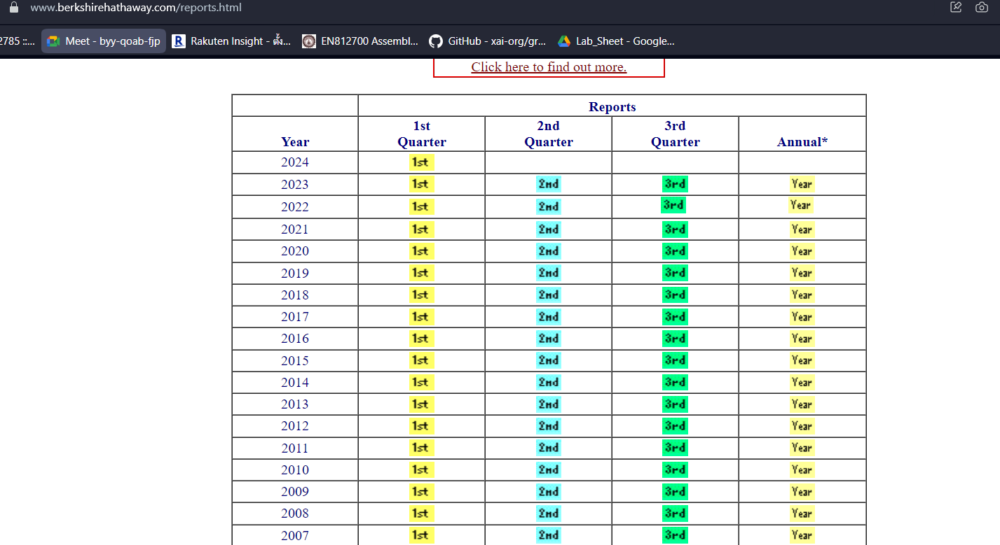 www.berkshirehathaway.com/reports.html
2785 ::...
Meet - byy-qoab-fjp
Rakuten Insight - ตั้ง...
EN812700 Assembl...
GitHub - xai-org/gr...
Lab_Sheet - Google...
Click here to find out more.
Reports
Year 1st Quarter 2nd Quarter 3rd Quarter Annual*
2024 1st
2023 1st 2nd 3rd Year
2022 1st 2nd 3rd Year
2021 1st 2nd 3rd Year
2020 1st 2nd 3rd Year
2019 1st 2nd 3rd Year
2018 1st 2nd 3rd Year
2017 1st 2nd 3rd Year
2016 1st 2nd 3rd Year
2015 1st 2nd 3rd Year
2014 1st 2nd 3rd Year
2013 1st 2nd 3rd Year
2012 1st 2nd 3rd Year
2011 1st 2nd 3rd Year
2010 1st 2nd 3rd Year
2009 1st 2nd 3rd Year
2008 1st 2nd 3rd Year
2007 1st 2nd 3rd Year